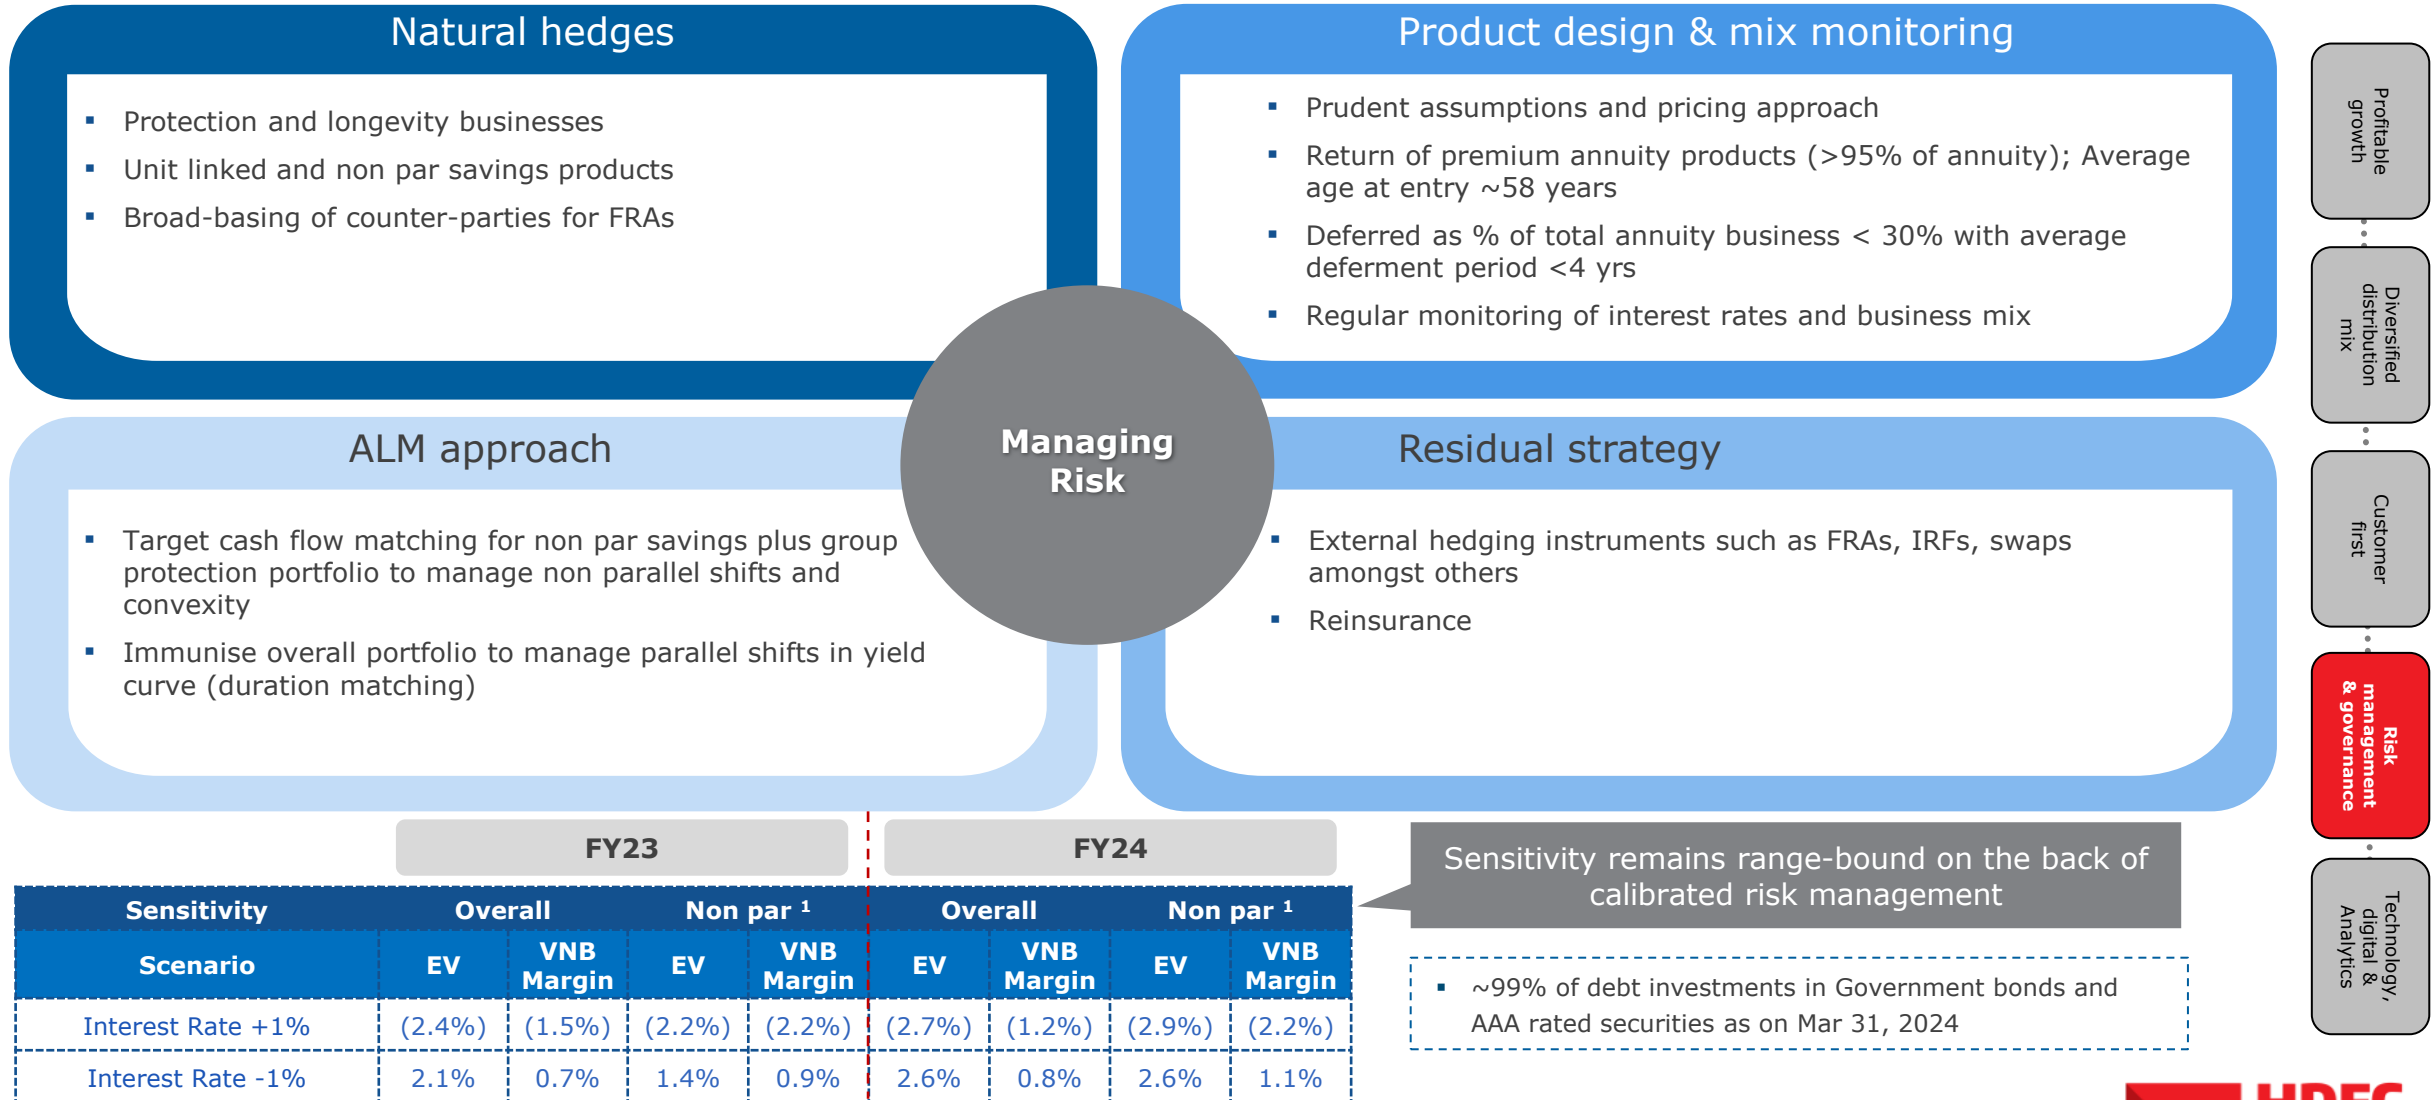 Natural hedges
Protection and longevity businesses
Unit linked and non par savings products
Broad-basing of counter-parties for FRAs
Product design & mix monitoring
Prudent assumptions and pricing approach
Return of premium annuity products (>95% of annuity); Average
age at entry ~58 years
Deferred as % of total annuity business < 30% with average
deferment period <4 yrs
Regular monitoring of interest rates and business mix
Managing
Risk
ALM approach
Target cash flow matching for non par savings plus group
protection portfolio to manage non parallel shifts and
convexity
Immunise overall portfolio to manage parallel shifts in yield
curve (duration matching)
Residual strategy
External hedging instruments such as FRAs, IRFs, swaps
amongst others
Reinsurance
FY23 FY24
Sensitivity Overall Non par 1 Overall Non par 1
Scenario EV VNB Margin EV VNB Margin EV VNB Margin EV VNB Margin
Interest Rate +1% (2.4%) (1.5%) (2.2%) (2.2%) (2.7%) (1.2%) (2.9%) (2.2%)
Interest Rate -1% 2.1% 0.7% 1.4% 0.9% 2.6% 0.8% 2.6% 1.1%
Sensitivity remains range-bound on the back of
calibrated risk management
~99% of debt investments in Government bonds and
AAA rated securities as on Mar 31, 2024
Profitable
growth
Diversified
distribution
mix
Customer
first
Risk
management
& governance
Technology,
digital &
Analytics
HDFC